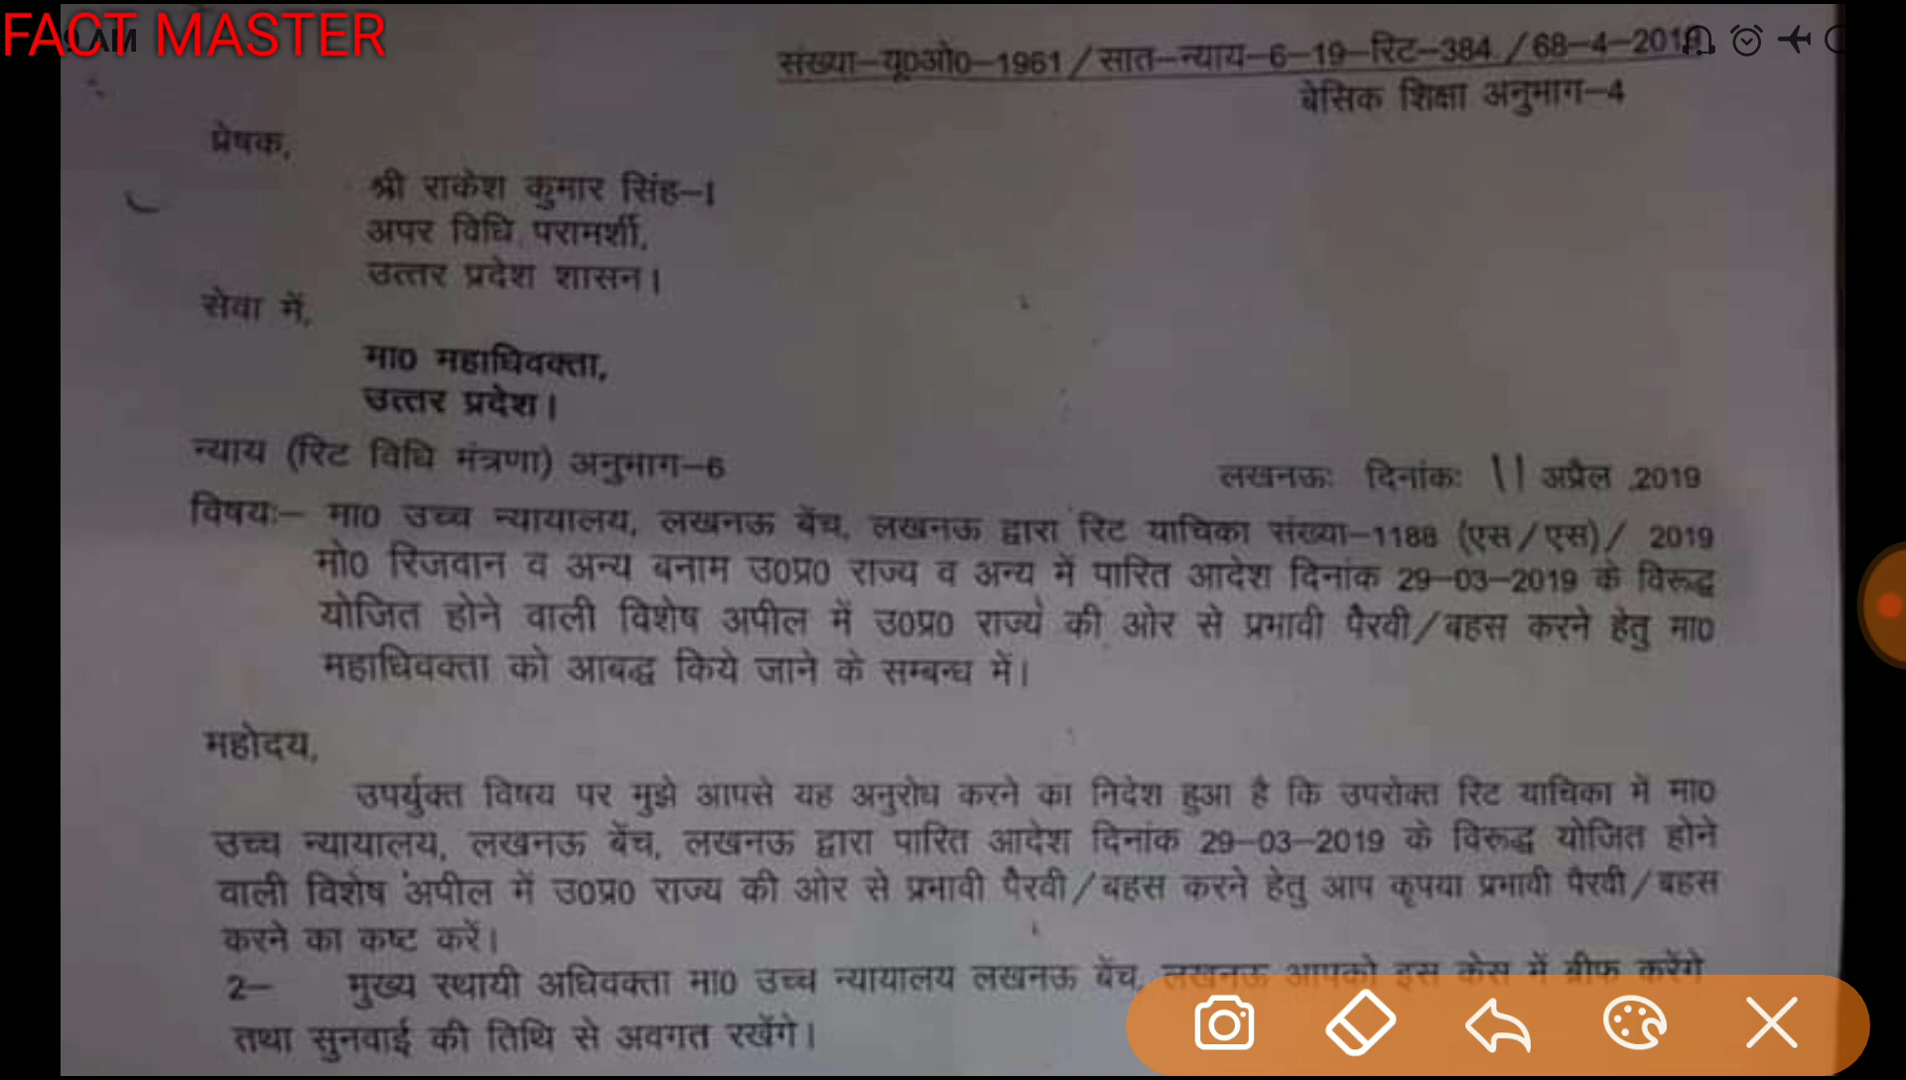 FACT MASTER
AM
संख्या-यू0ओ0-1961/सात-न्याय-6-19-रिट-384/68-4-2019
बेसिक शिक्षा अनुभाग-4
प्रेषक,
श्री राकेश कुमार सिंह-I
अपर विधि परामर्शी,
उत्तर प्रदेश शासन।
सेवा में,
मा0 महाधिवक्ता,
उत्तर प्रदेश।
न्याय (रिट विधि मंत्रणा) अनुभाग-6
लखनऊः दिनांकः 11 अप्रैल 2019
विषयः- मा0 उच्च न्यायालय, लखनऊ बेंच, लखनऊ द्वारा रिट याचिका संख्या-1188 (एस/एस)/ 2019
मो0 रिजवान व अन्य बनाम उ0प्र0 राज्य व अन्य में पारित आदेश दिनांक 29-03-2019 के विरूद्ध
योजित होने वाली विशेष अपील में उ0प्र0 राज्य की ओर से प्रभावी पैरवी/बहस करने हेतु मा0
महाधिवक्ता को आबद्ध किये जाने के सम्बन्ध में।
महोदय,
उपर्युक्त विषय पर मुझे आपसे यह अनुरोध करने का निदेश हुआ है कि उपरोक्त रिट याचिका में मा0
उच्च न्यायालय, लखनऊ बेंच, लखनऊ द्वारा पारित आदेश दिनांक 29-03-2019 के विरूद्ध योजित होने
वाली विशेष अपील में उ0प्र0 राज्य की ओर से प्रभावी पैरवी/बहस करने हेतु आप कृपया प्रभावी पैरवी/बहस
करने का कष्ट करें।
2- मुख्य स्थायी अधिवक्ता मा0 उच्च न्यायालय लखनऊ बेंच, लखनऊ आपको इस केस में ब्रीफ करेंगे
तथा सुनवाई की तिथि से अवगत रखेंगे।